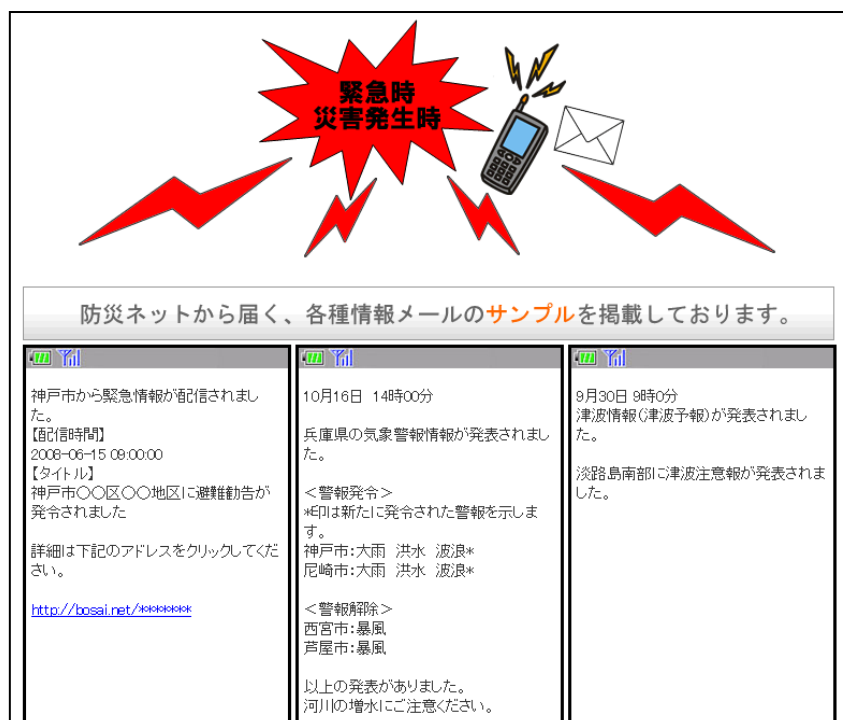 緊急時
災害発生時
防災ネットから届く、各種情報メールのサンプルを掲載しております。
神戸市から緊急情報が配信されまし
た。
【配信時間】
2008-06-15 09:00:00
【タイトル】
神戸市〇〇区〇〇地区に避難勧告が
発令されました
詳細は下記のアドレスをクリックしてくだ
さい。
http://bosai.net/*******
10月16日 14時00分
兵庫県の気象警報情報が発表されまし
た。
<警報発令>
*印は新たに発令された警報を示しま
す。
神戸市:大雨 洪水 波浪*
尼崎市:大雨 洪水 波浪*
<警報解除>
西宮市:暴風
芦屋市:暴風
以上の発表がありました。
河川の増水にご注意ください。
9月30日 9時0分
津波情報(津波予報)が発表されまし
た。
淡路島南部に津波注意報が発表されま
した。